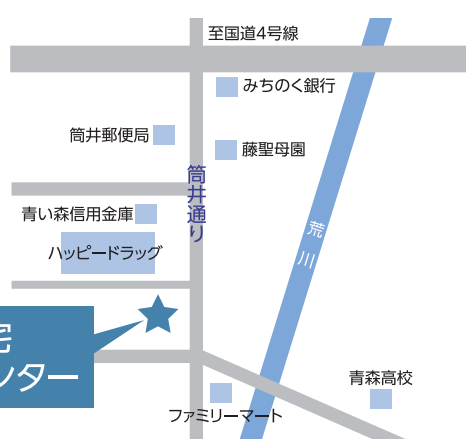 至国道4号線
みちのく銀行
筒井郵便局
藤聖母園
筒井通り
青い森信用金庫
荒川
ハッピードラッグ
宅
ンター
青森高校
ファミリーマート